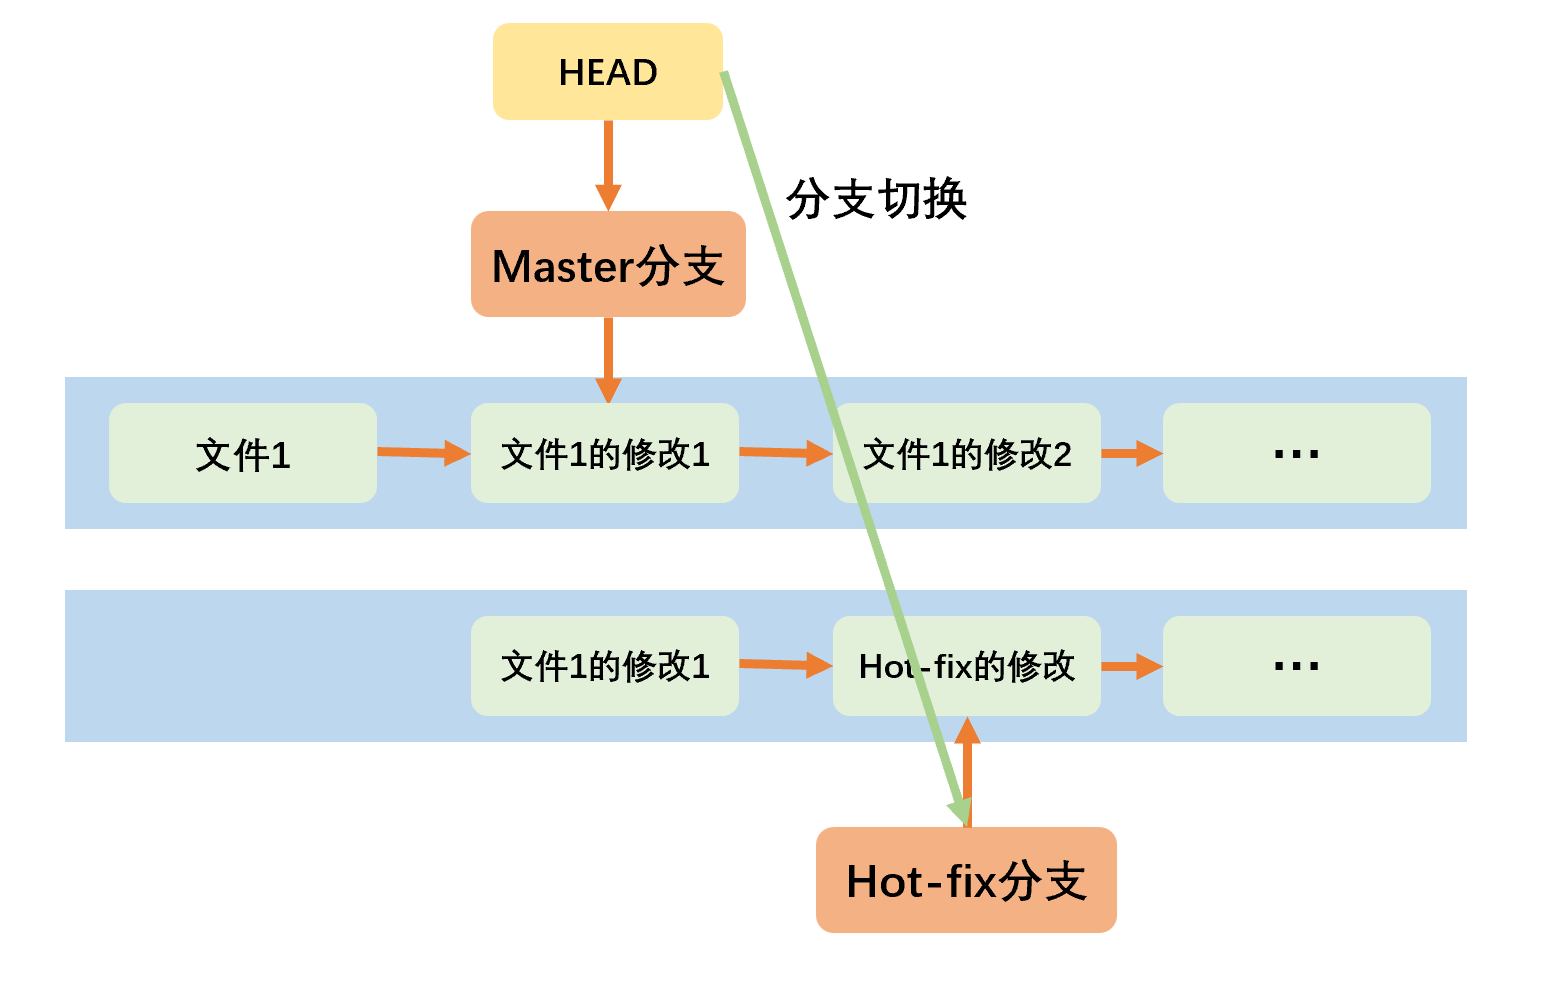 HEAD
分支切换
Master分支
文件1
文件1的修改1
文件1的修改2
...
文件1的修改1
Hot-fix的修改
...
Hot-fix分支